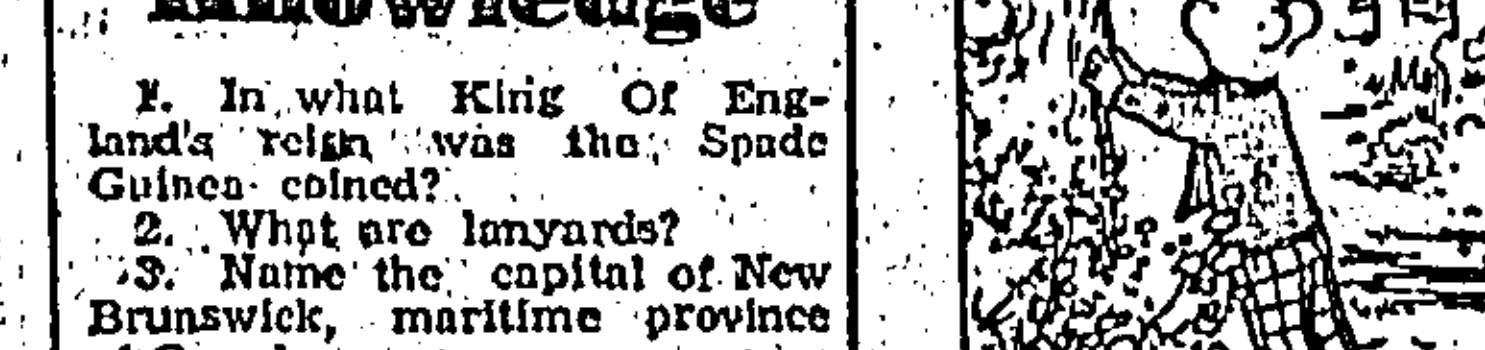 Knowledge
1. In what King Of Eng-
land's reign was the Spade
Guinea coined?
2. What are lanyards?
3. Name the capital of New
Brunswick, maritime province